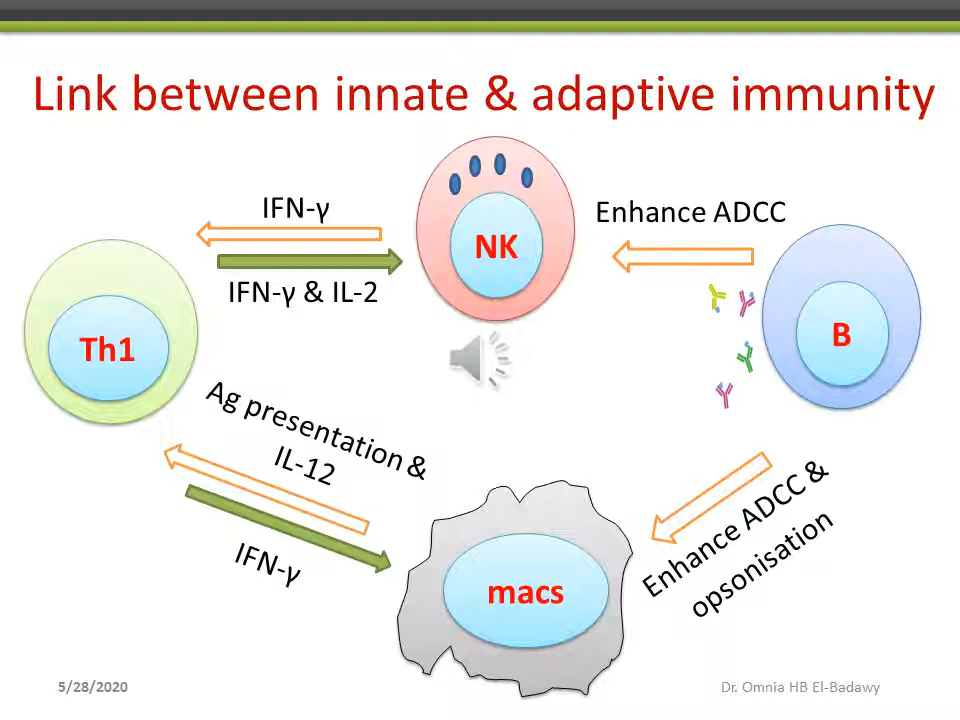 Link between innate & adaptive immunity
IFN-γ
IFN-γ & IL-2
NK
Enhance ADCC
Th1
B
Ag presentation &
IL-12
IFN-γ
macs
Enhance ADCC &
opsonisation
5/28/2020
Dr. Omnia HB El-Badawy